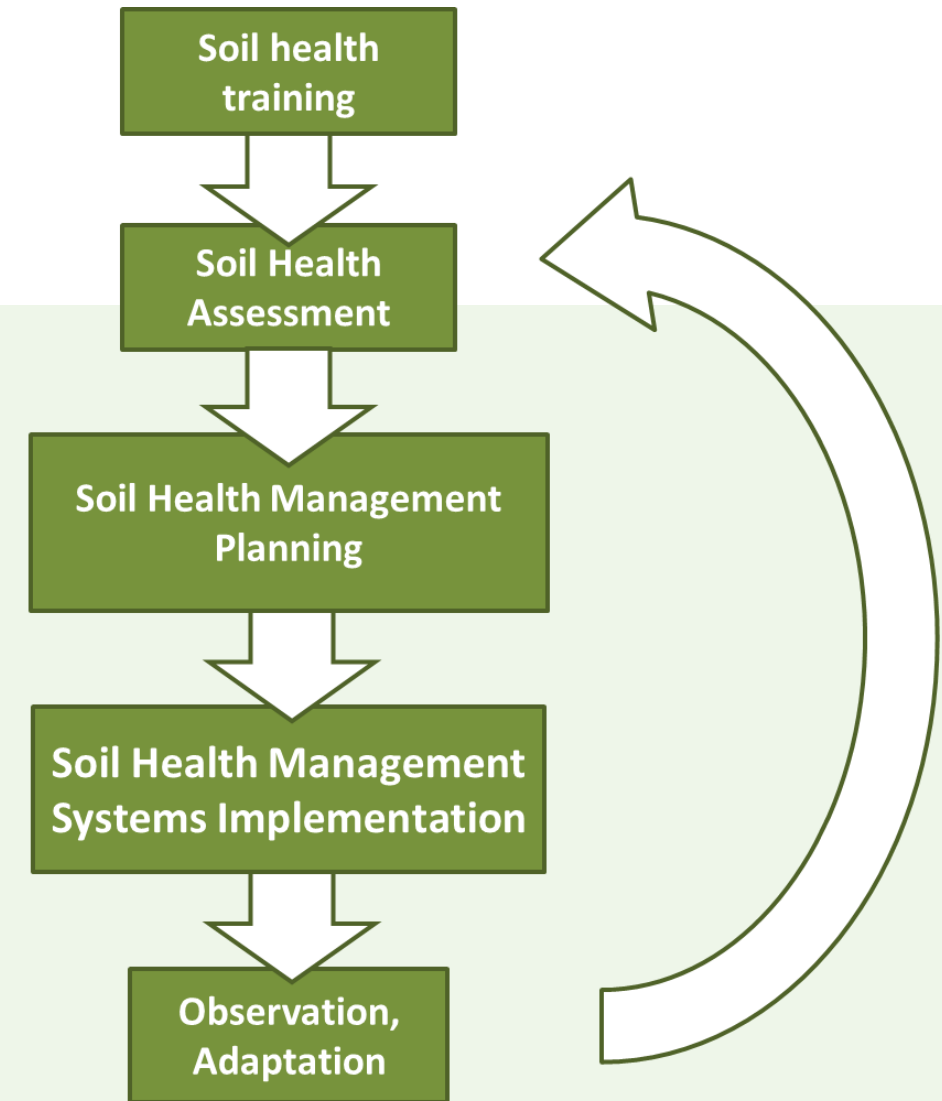 Soil health
training
Soil Health
Assessment
Soil Health Management
Planning
Soil Health Management
Systems Implementation
Observation,
Adaptation